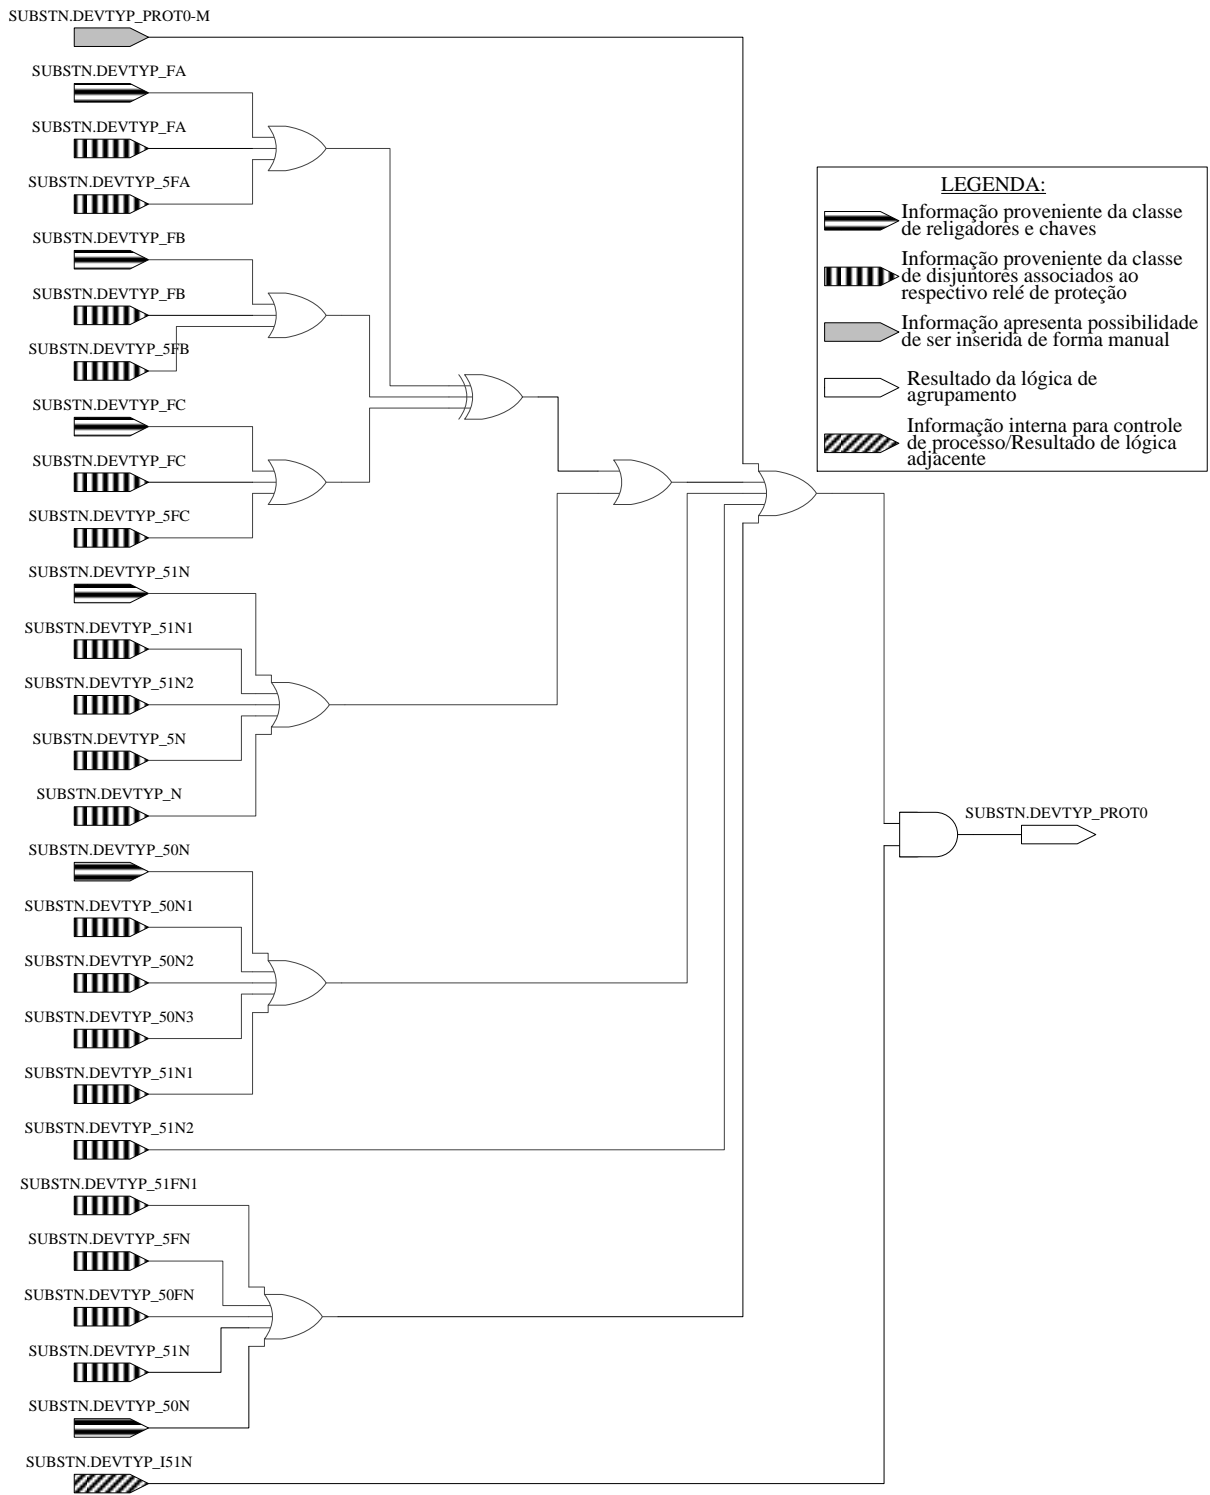 SUBSTN.DEVTYP_PROT0-M
SUBSTN.DEVTYP_FA
SUBSTN.DEVTYP_FA
SUBSTN.DEVTYP_5FA
SUBSTN.DEVTYP_FB
SUBSTN.DEVTYP_FB
SUBSTN.DEVTYP_5FB
SUBSTN.DEVTYP_FC
SUBSTN.DEVTYP_FC
SUBSTN.DEVTYP_5FC
SUBSTN.DEVTYP_51N
SUBSTN.DEVTYP_51N1
SUBSTN.DEVTYP_51N2
SUBSTN.DEVTYP_5N
SUBSTN.DEVTYP_N
SUBSTN.DEVTYP_50N
SUBSTN.DEVTYP_50N1
SUBSTN.DEVTYP_50N2
SUBSTN.DEVTYP_50N3
SUBSTN.DEVTYP_51N1
SUBSTN.DEVTYP_51N2
SUBSTN.DEVTYP_51FN1
SUBSTN.DEVTYP_5FN
SUBSTN.DEVTYP_50FN
SUBSTN.DEVTYP_51N
SUBSTN.DEVTYP_50N
SUBSTN.DEVTYP_I51N
LEGENDA:
Informação proveniente da classe
de religadores e chaves
Informação proveniente da classe
de disjuntores associados ao
respectivo relé de proteção
Informação apresenta possibilidade
de ser inserida de forma manual
Resultado da lógica de
agrupamento
Informação interna para controle
de processo/Resultado de lógica
adjacente
SUBSTN.DEVTYP_PROT0